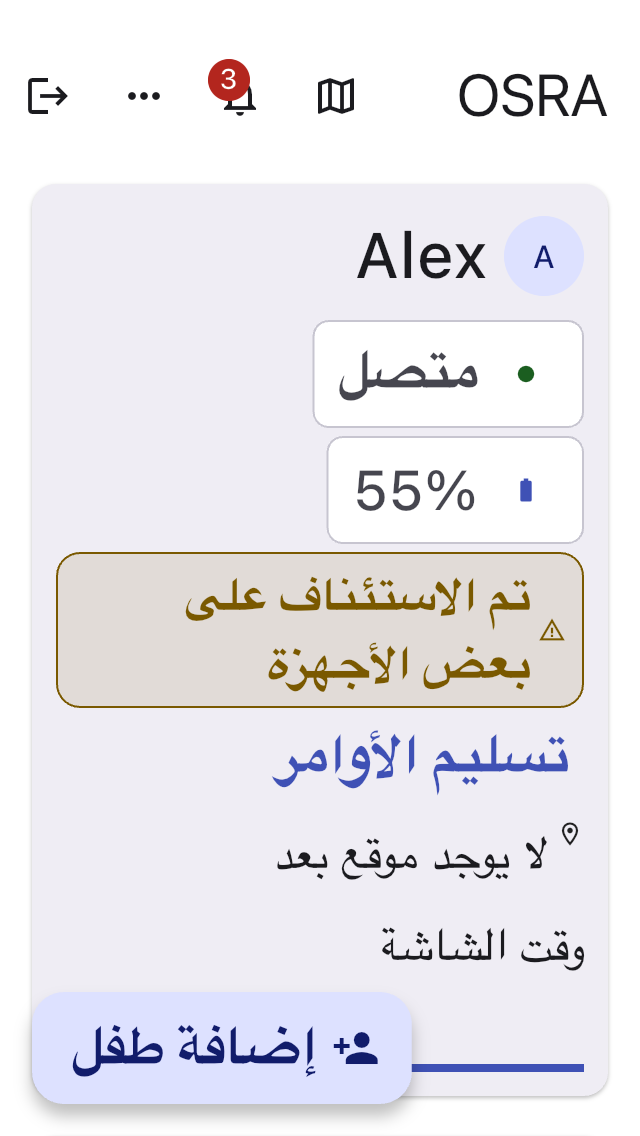 OSRA
3
Alex
A
متصل
55%
تم الاستئناف على
بعض الأجهزة
تسليم الأوامر
لا يوجد موقع بعد
وقت الشاشة
إضافة طفل